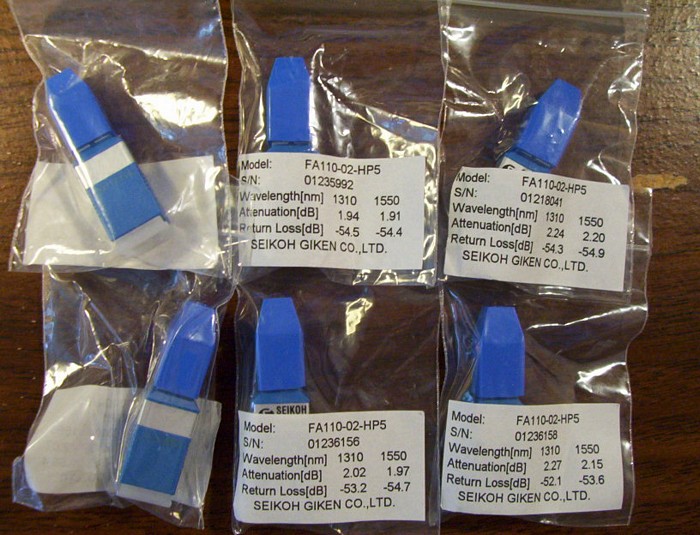 Model: FA110-02-HP5
S/N: 01235992
Wavelength[nm] 1310 1550
Attenuation[dB] 1.94 1.91
Return Loss[dB] -54.5 -54.4
SEIKOH GIKEN CO.,LTD.
Model: FA110-02-HP5
S/N: 01218041
Wavelength[nm] 1310 1550
Attenuation[dB] 2.24 2.20
Return Loss[dB] -54.3 -54.9
SEIKOH GIKEN CO.,LTD.
SEIKOH
Model: FA110-02-HP5
S/N: 01236156
Wavelength[nm] 1310 1550
Attenuation[dB] 2.02 1.97
Return Loss[dB] -53.2 -54.7
SEIKOH GIKEN CO.,LTD.
Model: FA110-02-HP5
S/N: 01236158
Wavelength[nm] 1310 1550
Attenuation[dB] 2.27 2.15
Return Loss[dB] -52.1 -53.6
SEIKOH GIKEN CO.,LTD.